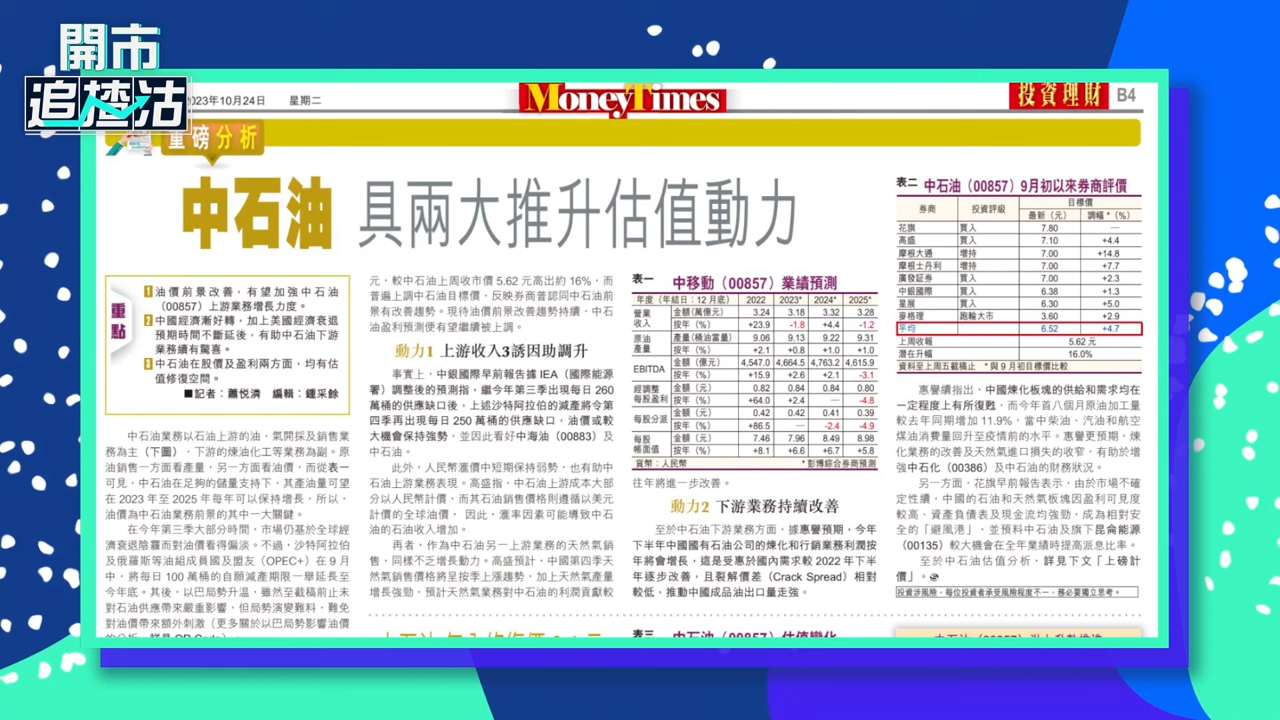 開市
追揸沽
2023年10月24日 星期二
MoneyTimes
投資理財 B4
重磅分析
中石油 具兩大推升估值動力
重點
1 油價前景改善，有望加強中石油
（00857）上游業務增長力度。
2 中國經濟漸好轉，加上美國經濟衰退
預期時間不斷延後，有助中石油下游
業務續有驚喜。
3 中石油在股價及盈利兩方面，均有估
值修復空間。
■記者：蕭悅濟 編輯：鍾采餘
中石油業務以石油上游的油，氣開採及銷售業
務為主（下圖），下游的煉油化工等業務為副。原
油銷售一方面看產量，另一方面看油價，而從表一
可見，中石油在足夠的儲量支持下，其產油量可望
在 2023 年至 2025 年每年可以保持增長，所以，
油價為中石油業務前景的其中一大關鍵。
在今年第三季大部分時間，市場仍基於全球經
濟衰退陰霾而對油價看得偏淡。不過，沙特阿拉伯
及俄羅斯等油組成員國及盟友（OPEC+）在 9 月
中，將每日 100 萬桶的自願減產期限一舉延長至
今年底。其後，以巴局勢升溫，雖然至截稿前止未
對石油供應帶來嚴重影響，但局勢演變難料，難免
對油價帶來額外刺激（更多關於以巴局勢影響油價
元，較中石油上周收市價 5.62 元高出約 16%，而
普遍上調中石油目標價，反映券商普認同中石油前
景有改善趨勢。現待油價前景改善趨勢持續，中石
油盈利預測便有望繼續被上調。
動力1 上游收入3誘因助調升
事實上，中銀國際早前報告據 IEA（國際能源
署）調整後的預測指，繼今年第三季出現每日 260
萬桶的供應缺口後，上述沙特阿拉伯的減產將令第
四季再出現每日 250 萬桶的供應缺口，油價或較
大機會保持強勢，並因此看好中海油（00883）及
中石油。
此外，人民幣滙價中短期保持弱勢，也有助中
石油上游業務表現。高盛指，中石油上游成本大部
分以人民幣計價，而其石油銷售價格則遵循以美元
計價的全球油價， 因此，滙率因素可能導致中石
油的石油收入增加。
再者，作為中石油另一上游業務的天然氣銷
售，同樣不乏增長動力。高盛預計，中國第四季天
然氣銷售價格將呈按季上漲趨勢，加上天然氣產量
增長強勁，預計天然氣業務對中石油的利潤貢獻較
表一 中移動（00857）業績預測
年度（年結日：12 月底） 2022 2023* 2024* 2025*
營業收入 金額（萬億元） 3.24 3.18 3.32 3.28
按年（%） +23.9 -1.8 +4.4 -1.2
原油產量 產量（桶油當量） 9.06 9.13 9.22 9.31
按年（%） +2.1 +0.8 +1.0 +1.0
EBITDA 金額（億元） 4,547.0 4,664.5 4,763.2 4,615.9
按年（%） +15.9 +2.6 +2.1 -3.1
經調整每股盈利 金額（元） 0.82 0.84 0.84 0.80
按年（%） +64.0 +2.4 — -4.8
每股分派 金額（元） 0.42 0.42 0.41 0.39
按年（%） +86.5 — -2.4 -4.9
每股帳面值 金額（元） 7.46 7.96 8.49 8.98
按年（%） +8.1 +6.6 +6.7 +5.8
貨幣：人民幣 *彭博綜合券商預測
往年將進一步改善。
動力2 下游業務持續改善
至於中石油下游業務方面，據惠譽預期，今年
下半年中國國有石油公司的煉化和行銷業務利潤按
年將會增長，這是受惠於國內需求較 2022 年下半
年逐步改善，且裂解價差（Crack Spread）相對
較低，推動中國成品油出口量走強。
表二 中石油（00857）9月初以來券商評價
券商 投資評級 目標價
最新（元） 調幅*（%）
花旗 買入 7.80 —
高盛 買入 7.10 +4.4
摩根大通 增持 7.00 +14.8
摩根士丹利 增持 7.00 +7.7
廣發証券 買入 7.00 +2.3
中銀國際 買入 6.38 +1.3
星展 買入 6.30 +5.0
麥格理 跑輸大市 3.60 +2.9
平均 6.52 +4.7
上周收報 5.62 元
潛在升幅 16.0%
資料至上周五截稿止 *與 9 月初目標價比較
惠譽續指出，中國煉化板塊的供給和需求均在
一定程度上有所復甦，而今年首八個月原油加工量
較去年同期增加 11.9%，當中柴油、汽油和航空
煤油消費量回升至疫情前的水平。惠譽更預期，煉
化業務的改善及天然氣進口損失的收窄，有助於增
強中石化（00386）及中石油的財務狀況。
另一方面，花旗早前報告表示，由於市場不確
定性續，中國的石油和天然氣板塊因盈利可見度
較高，資產負債表及現金流均強勁，成為相對安
全的「避風港」，並預料中石油及旗下昆侖能源
（00135）較大機會在全年業績時提高派息比率。
至於中石油估值分析，詳見下文「上磅計
價」。
投資涉風險，每位投資者承受風險程度不一，務必要獨立思考。